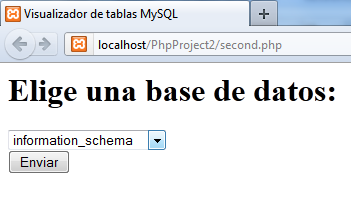 Visualizador de tablas MySQL
localhost/PhpProject2/second.php
Elige una base de datos:
information_schema
Enviar